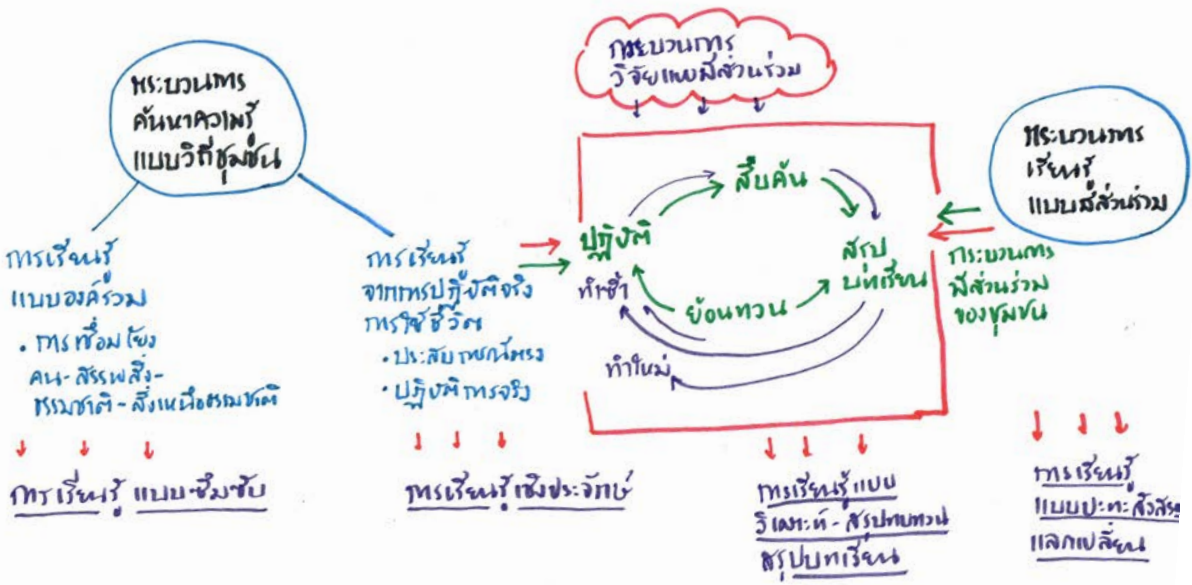 กระบวนการ
วิจัยแบบมีส่วนร่วม
กระบวนการ
ค้นหาความรู้
แบบวิถีชุมชน
กระบวนการ
เรียนรู้
แบบมีส่วนร่วม
การเรียนรู้
แบบองค์รวม
• การเชื่อมโยง
คน-สรรพสิ่ง-
ธรรมชาติ-สิ่งเหนือธรรมชาติ
การเรียนรู้
จากการปฏิบัติจริง
การใช้ชีวิต
• ประสบการณ์ตรง
• ปฏิบัติการจริง
สืบค้น
ปฏิบัติ
ทำซ้ำ
สรุป
บทเรียน
ย้อนทวน
ทำใหม่
กระบวนการ
มีส่วนร่วม
ของชุมชน
การเรียนรู้ แบบซึมซับ
การเรียนรู้เชิงประจักษ์
การเรียนรู้แบบ
วิเคราะห์-สรุปทบทวน
สรุปบทเรียน
การเรียนรู้
แบบปะทะสังสรร
แลกเปลี่ยน